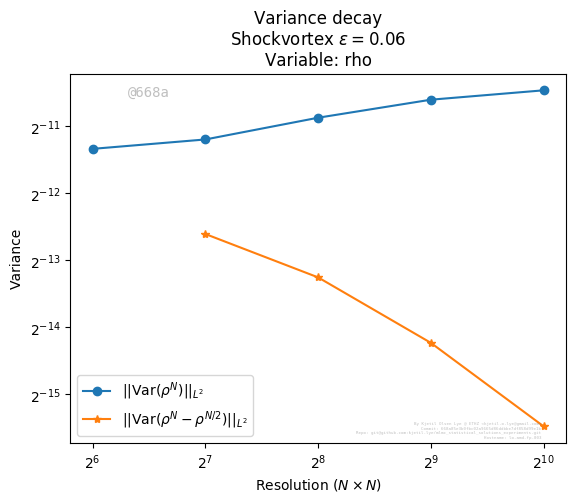 Variance decay
Shockvortex ε = 0.06
Variable: rho
@668a
Variance
2^{-11}
2^{-12}
2^{-13}
2^{-14}
2^{-15}
||Var(ρ^N)||_{L^2}
||Var(ρ^N − ρ^{N/2})||_{L^2}
2^6
2^7
2^8
2^9
2^{10}
Resolution (N × N)